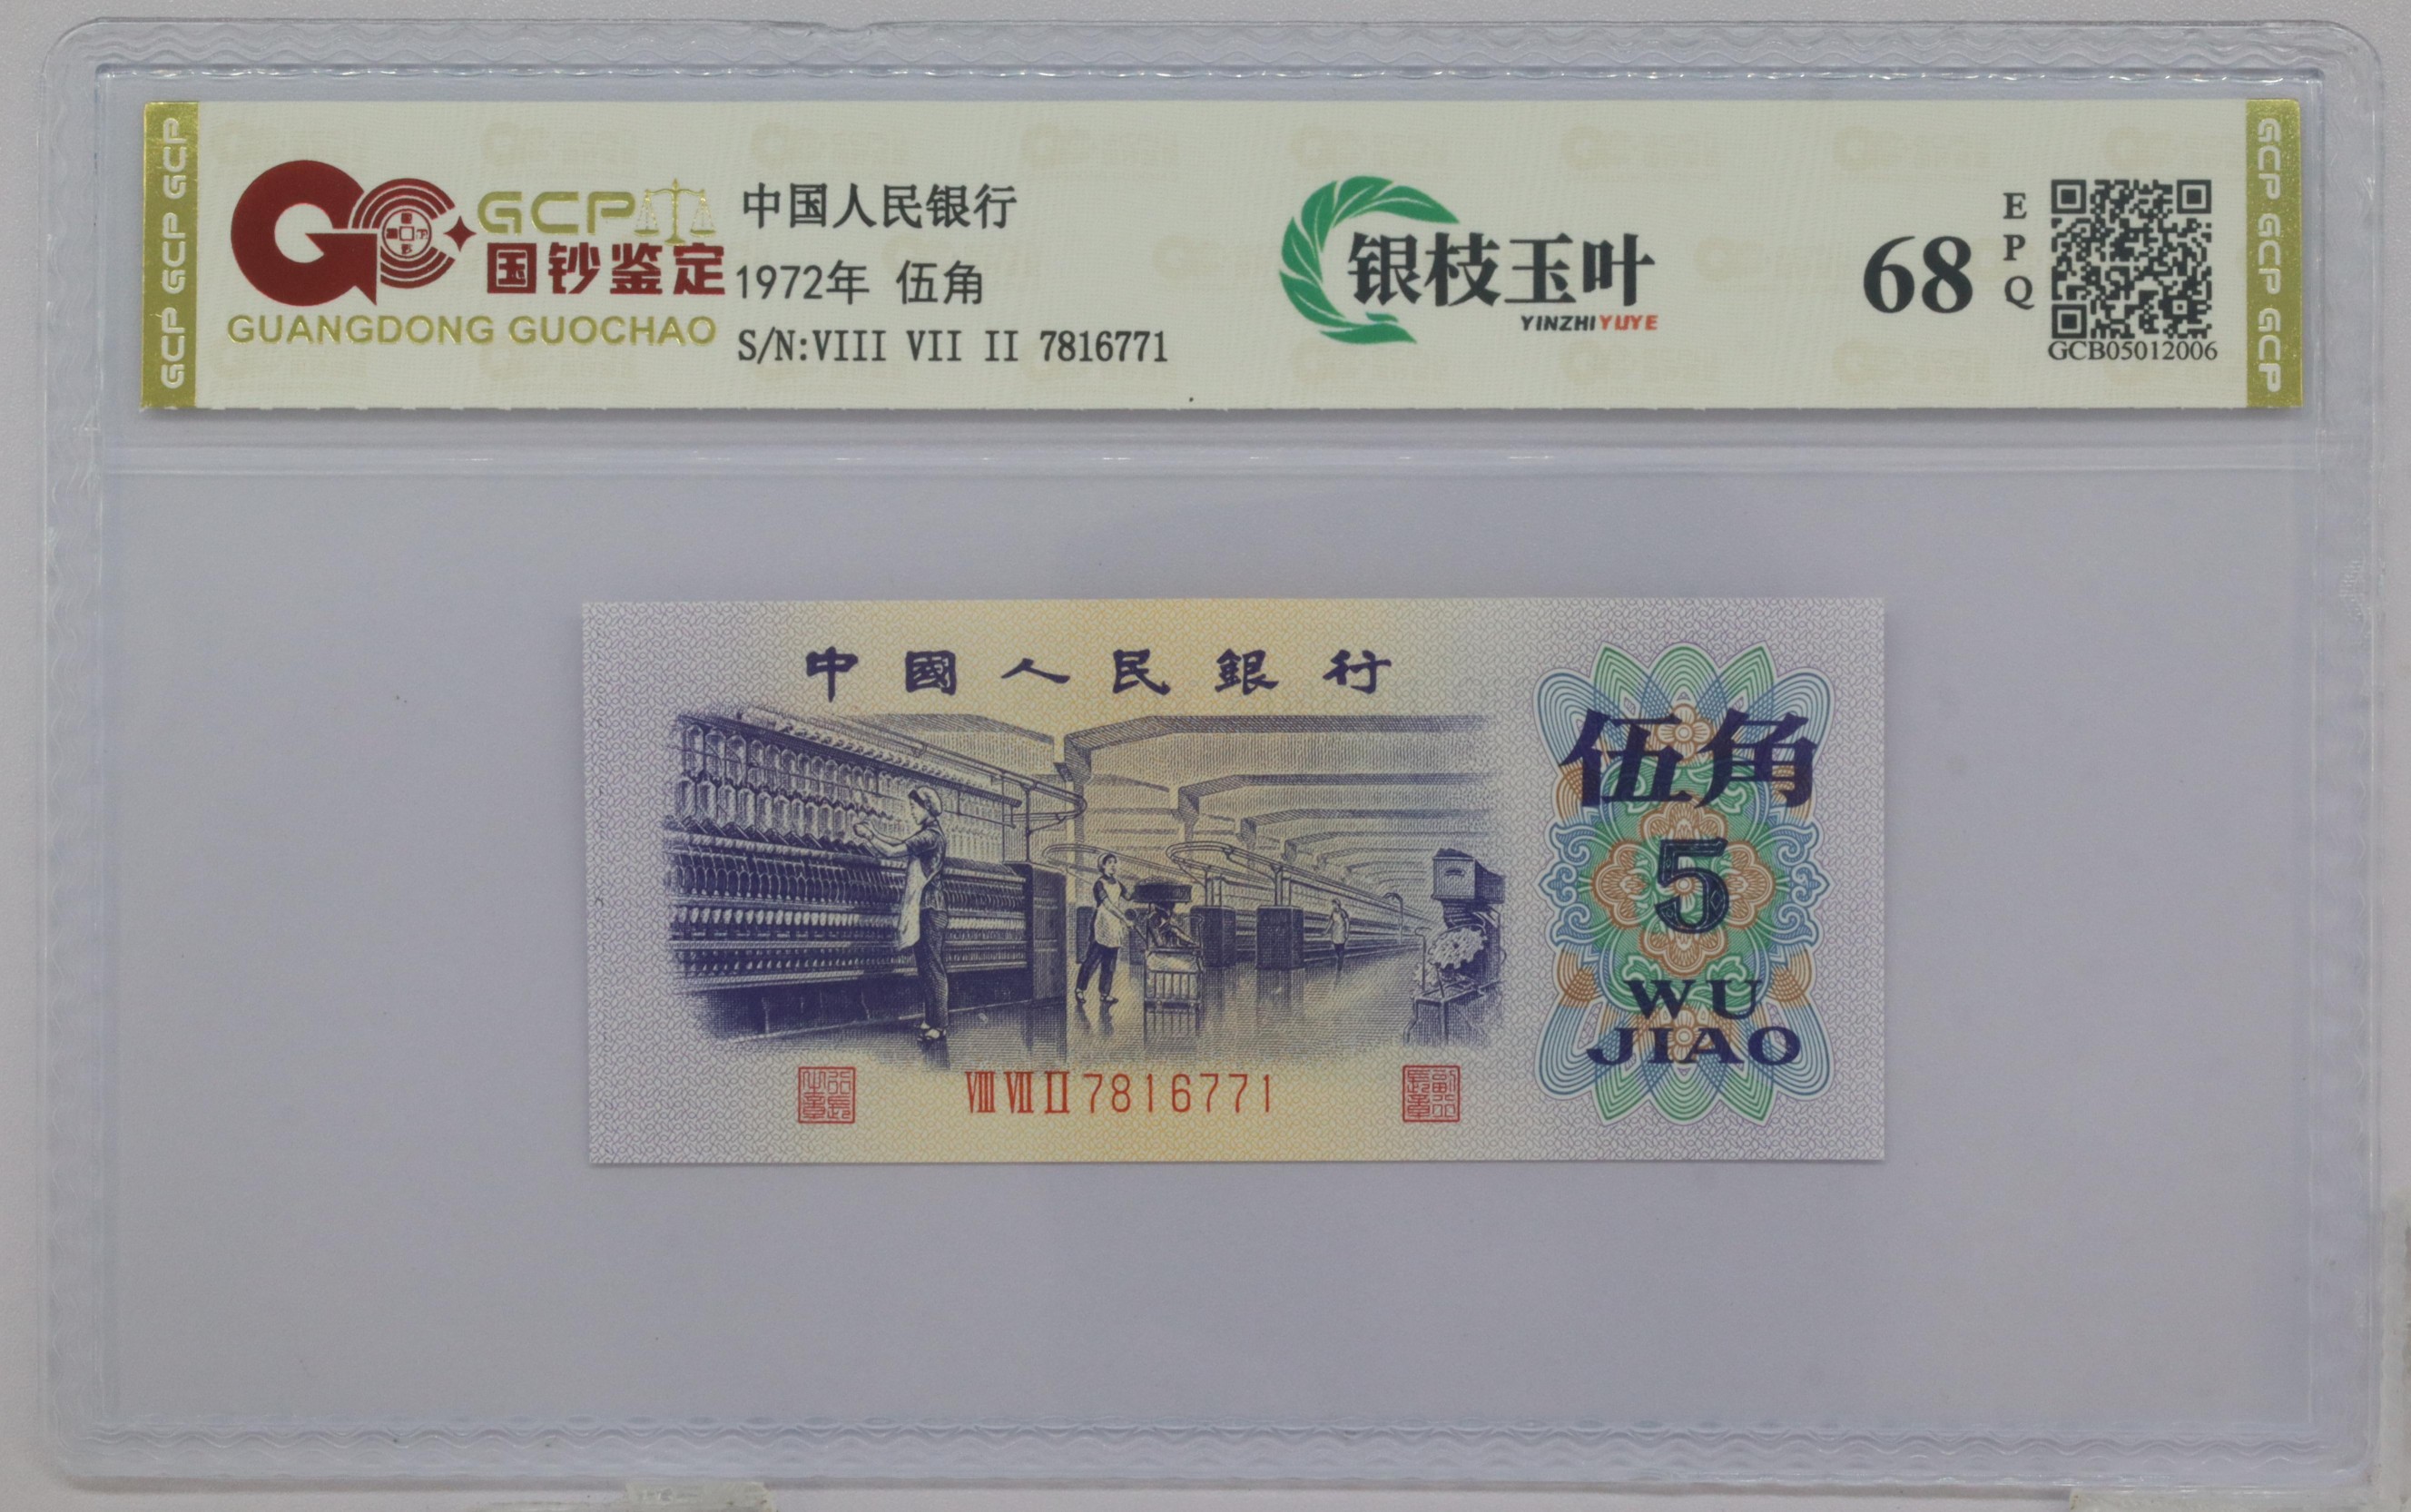 GCP GCP GCP
GCP
国钞鉴定
GUANGDONG GUOCHAO
中国人民银行
1972年 伍角
S/N:VIII VII II 7816771
银枝玉叶
YINZHIYUYE
68
EPQ
GCB05012006
GCP GCP GCP
中國人民銀行
伍角
5
WU
JIAO
VIII VII II 7816771